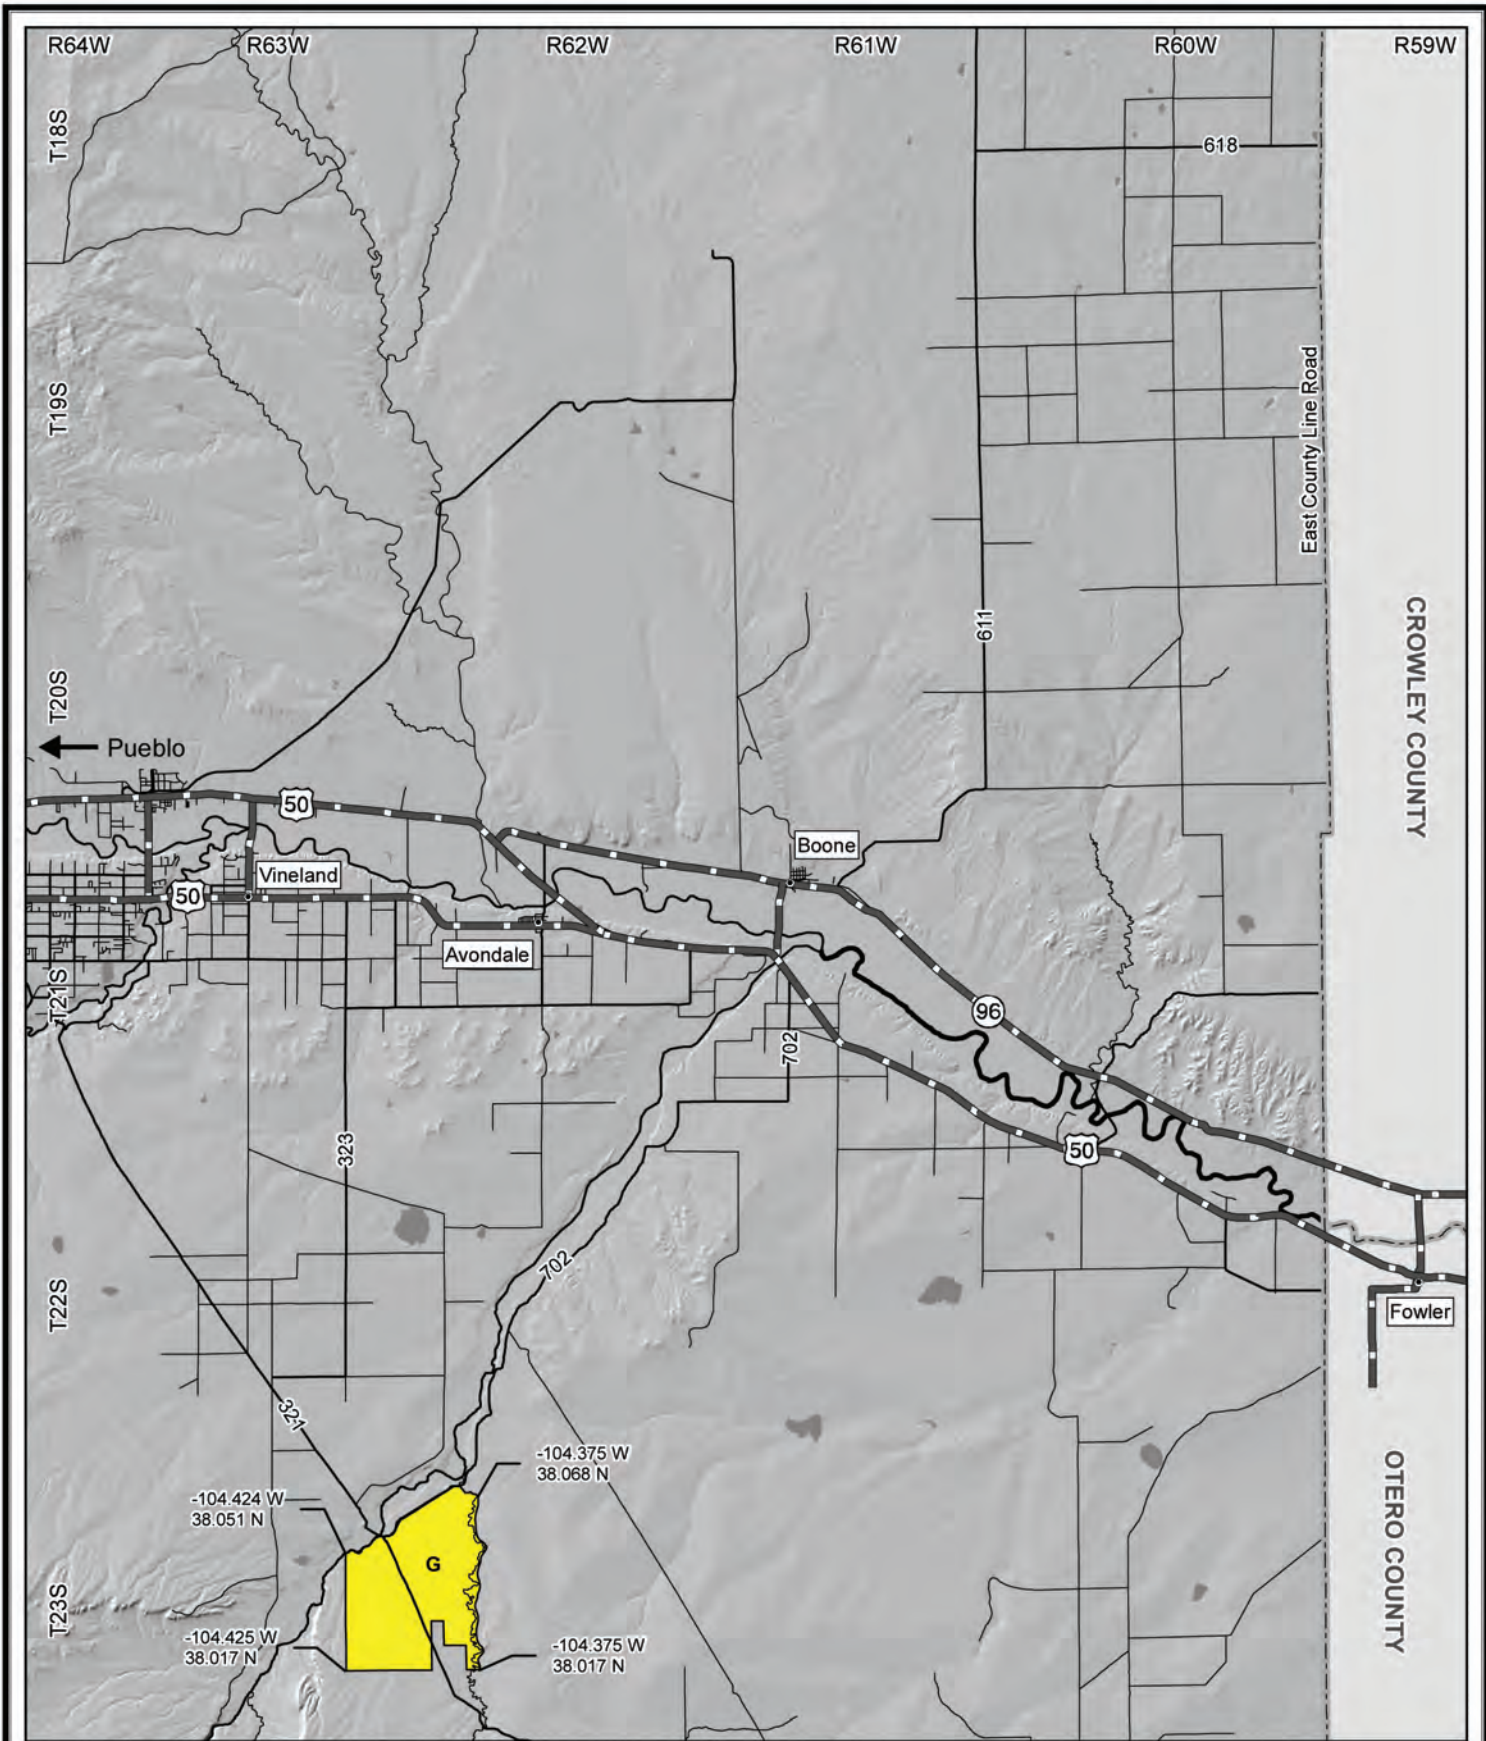 R64W R63W R62W R61W R60W R59W
T18S
618
T19S
East County Line Road
CROWLEY COUNTY
611
T20S
Pueblo
50
Boone
Vineland
50
Avondale
T21S
96
702
323
50
702
T22S
Fowler
321
-104.375 W
38.068 N
-104.424 W
38.051 N
OTERO COUNTY
G
T23S
-104.425 W
38.017 N
-104.375 W
38.017 N